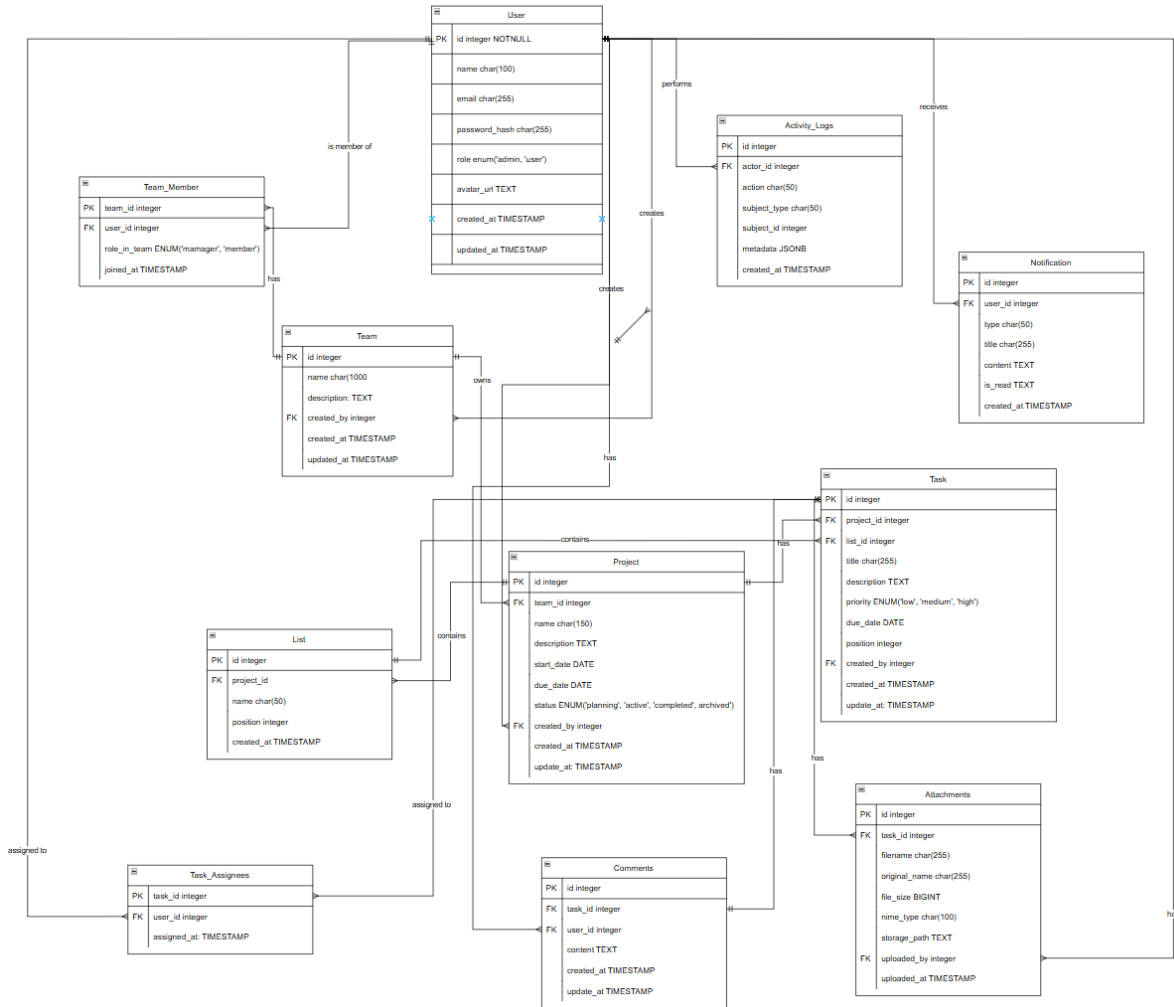 User
PK id integer NOTNULL
name char(100)
email char(255)
password_hash char(255)
role enum('admin, 'user')
avatar_url TEXT
created_at TIMESTAMP
updated_at TIMESTAMP
performs
receives
is member of
creates
creates
has
Activity_Logs
PK id integer
FK actor_id integer
action char(50)
subject_type char(50)
subject_id integer
metadata JSONB
created_at TIMESTAMP
Team_Member
PK team_id integer
FK user_id integer
role_in_team ENUM('mamager', 'member')
joined_at TIMESTAMP
has
Notification
PK id integer
FK user_id integer
type char(50)
title char(255)
content TEXT
is_read TEXT
created_at TIMESTAMP
Team
PK id integer
name char(1000
description: TEXT
FK created_by integer
created_at TIMESTAMP
updated_at TIMESTAMP
owns
Task
PK id integer
FK project_id integer
FK list_id integer
title char(255)
description TEXT
priority ENUM('low', 'medium', 'high')
due_date DATE
position integer
FK created_by integer
created_at TIMESTAMP
update_at: TIMESTAMP
contains
has
Project
PK id integer
FK team_id integer
name char(150)
description TEXT
start_date DATE
due_date DATE
status ENUM('planning', 'active', 'completed', archived')
FK created_by integer
created_at TIMESTAMP
update_at: TIMESTAMP
contains
List
PK id integer
FK project_id
name char(50)
position integer
created_at TIMESTAMP
has
has
assigned to
assigned to
Attachments
PK id integer
FK task_id integer
filename char(255)
original_name char(255)
file_size BIGINT
nime_type char(100)
storage_path TEXT
FK uploaded_by integer
uploaded_at TIMESTAMP
Task_Assignees
PK task_id integer
FK user_id integer
assigned_at: TIMESTAMP
Comments
PK id integer
FK task_id integer
FK user_id integer
content TEXT
created_at TIMESTAMP
update_at TIMESTAMP